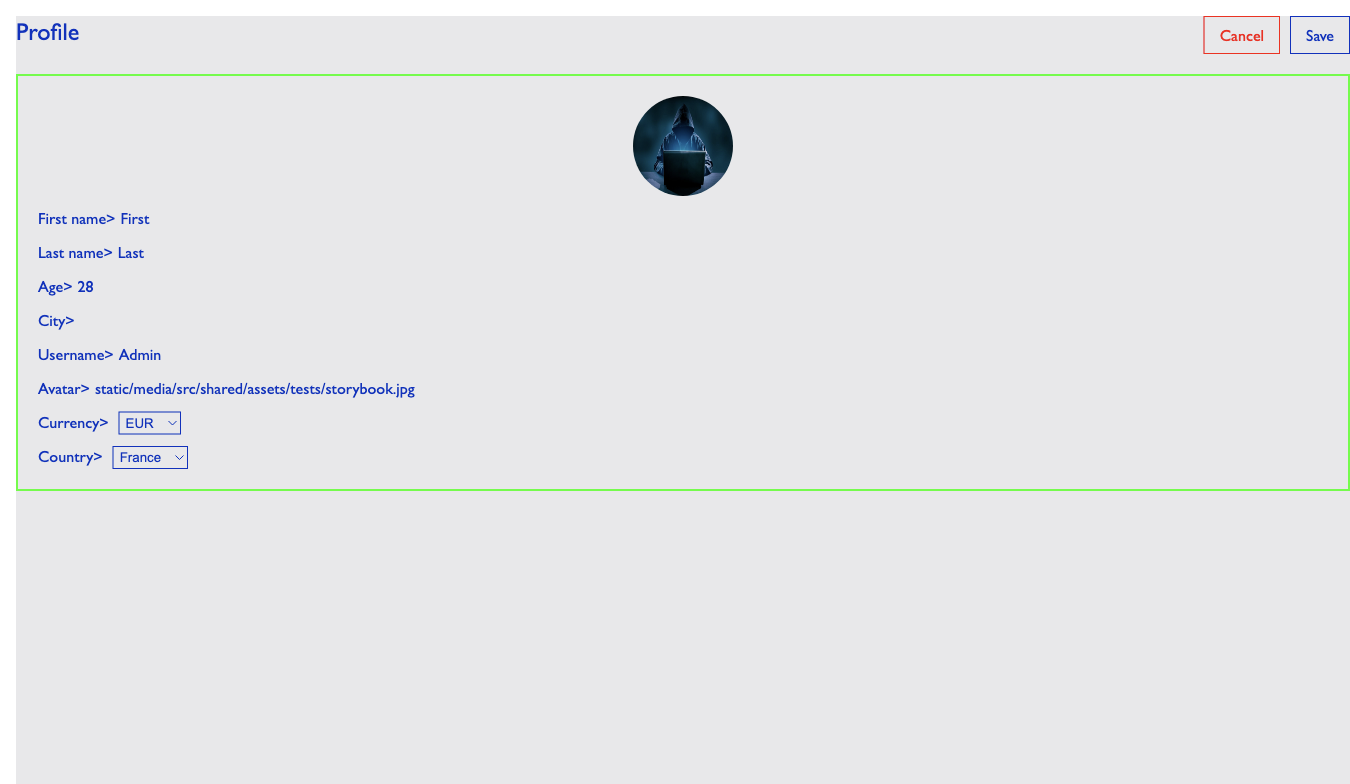 Profile
Cancel
Save
First name> First
Last name> Last
Age> 28
City>
Username> Admin
Avatar> static/media/src/shared/assets/tests/storybook.jpg
Currency> EUR
Country> France